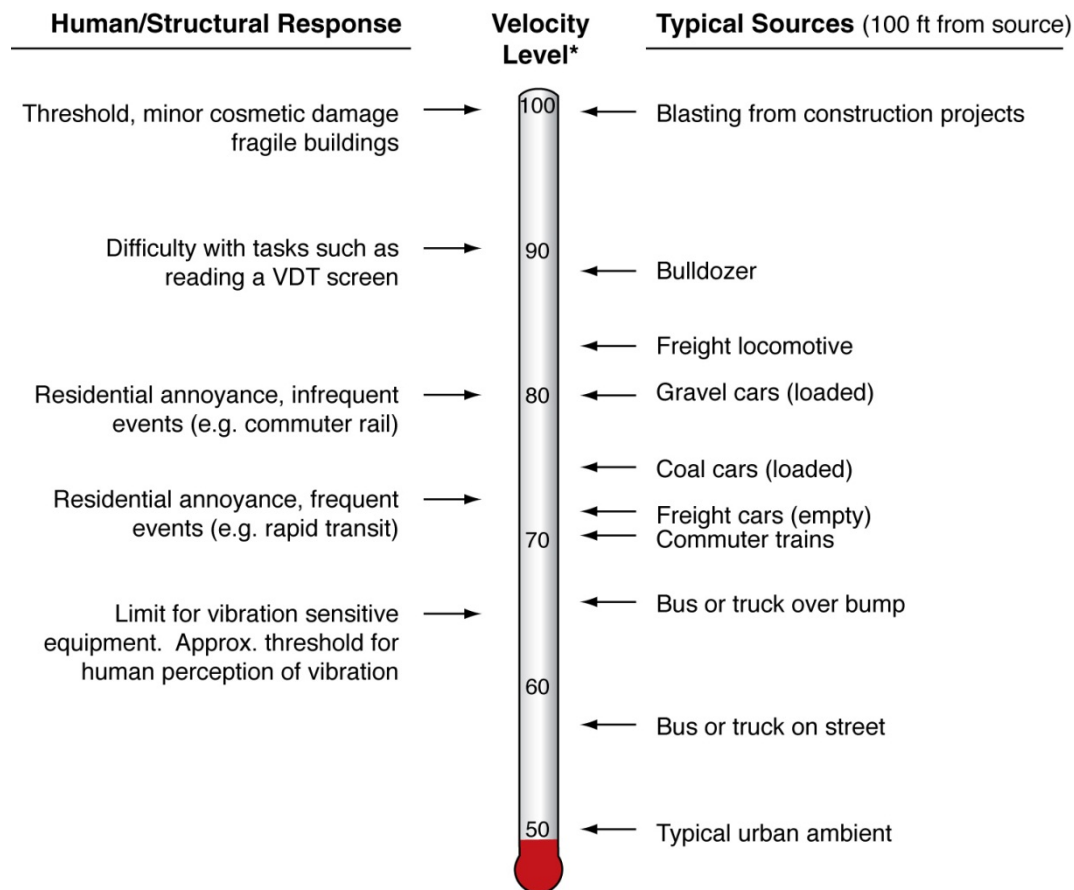 Human/Structural Response
Velocity
Level*
Typical Sources (100 ft from source)
Threshold, minor cosmetic damage
fragile buildings
100
Blasting from construction projects
Difficulty with tasks such as
reading a VDT screen
90
Bulldozer
Freight locomotive
Residential annoyance, infrequent
events (e.g. commuter rail)
80
Gravel cars (loaded)
Coal cars (loaded)
Residential annoyance, frequent
events (e.g. rapid transit)
Freight cars (empty)
70
Commuter trains
Limit for vibration sensitive
equipment. Approx. threshold for
human perception of vibration
Bus or truck over bump
60
Bus or truck on street
50
Typical urban ambient